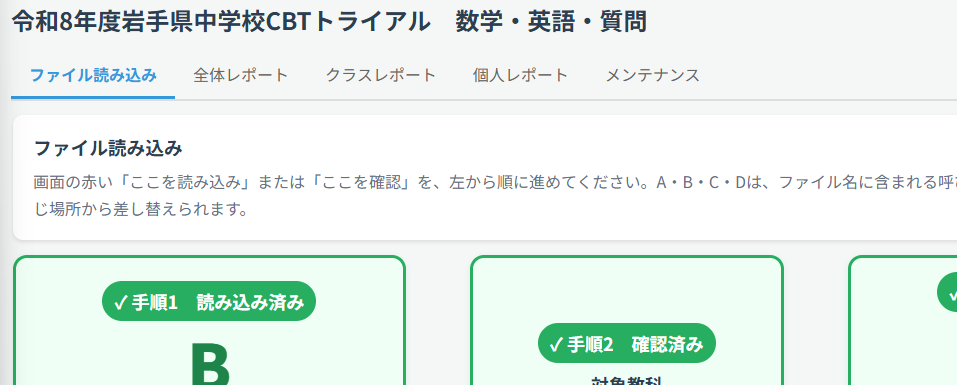 令和8年度岩手県中学校CBTトライアル　数学・英語・質問
ファイル読み込み　全体レポート　クラスレポート　個人レポート　メンテナンス
ファイル読み込み
画面の赤い「ここを読み込み」または「ここを確認」を、左から順に進めてください。A・B・C・Dは、ファイル名に含まれる呼
じ場所から差し替えられます。
✓手順1　読み込み済み
B
✓手順2　確認済み
対象教科
✓